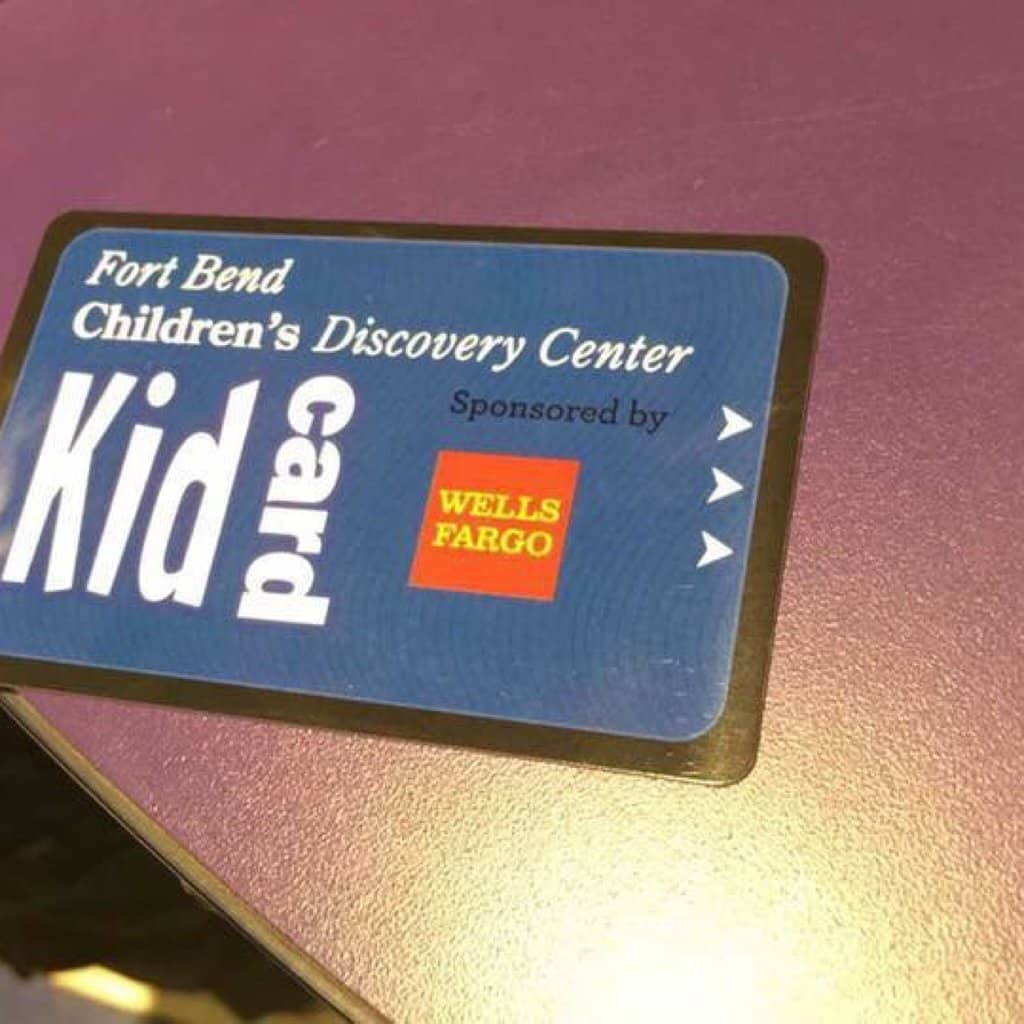 Fort Bend
Children's Discovery Center
Kid
card
Sponsored by
WELLS
FARGO